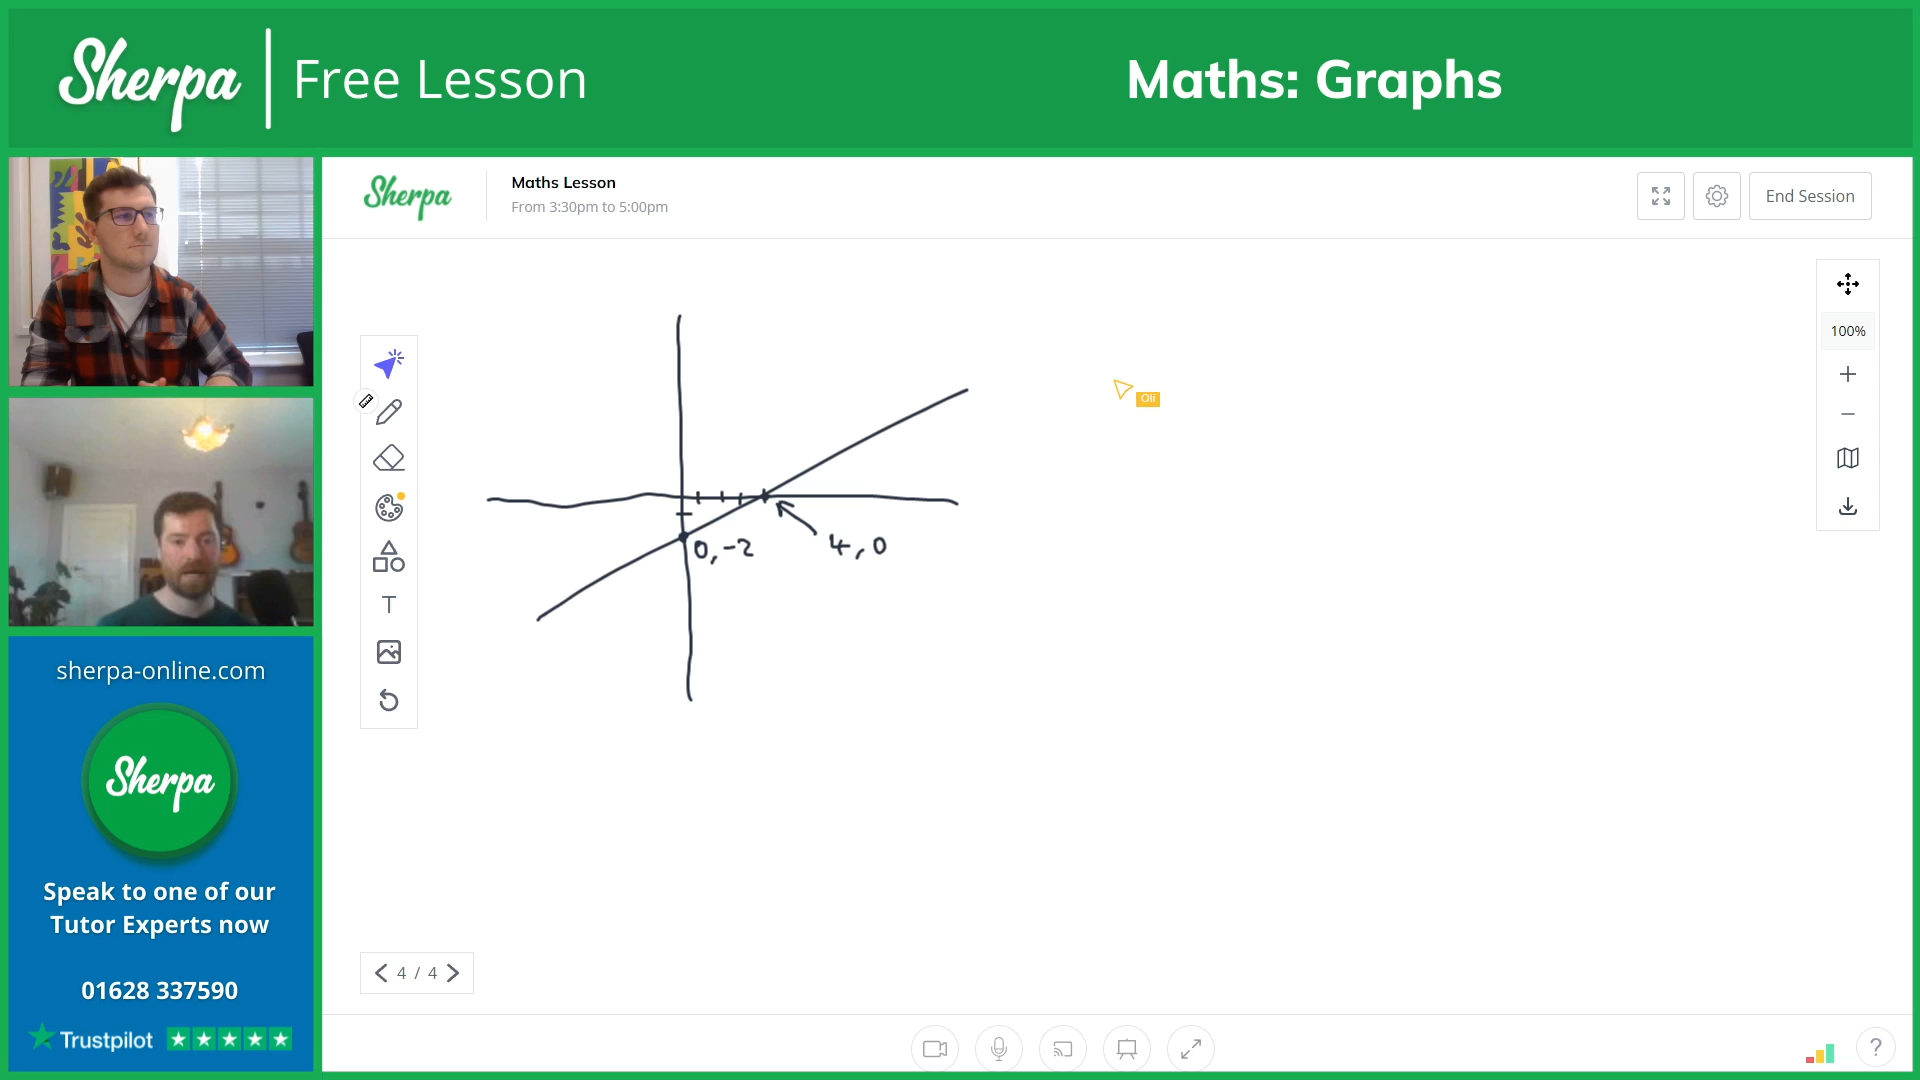 Sherpa
Free Lesson
Maths: Graphs
Sherpa
Maths Lesson
From 3:30pm to 5:00pm
End Session
100%
Oli
0,-2
4,0
T
sherpa-online.com
Sherpa
Speak to one of our
Tutor Experts now
01628 337590
Trustpilot
4 / 4
?